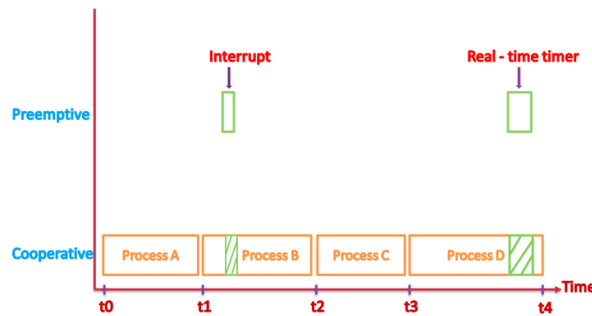 Interrupt
Real - time timer
Preemptive
Cooperative
Process A
Process B
Process C
Process D
Time
t0
t1
t2
t3
t4